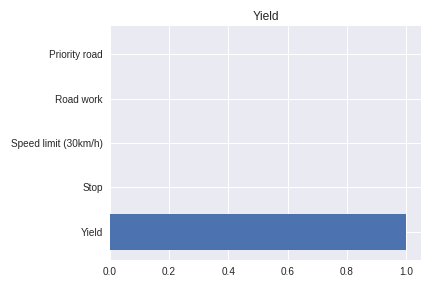 Yield
Priority road
Road work
Speed limit (30km/h)
Stop
Yield
0.0 0.2 0.4 0.6 0.8 1.0